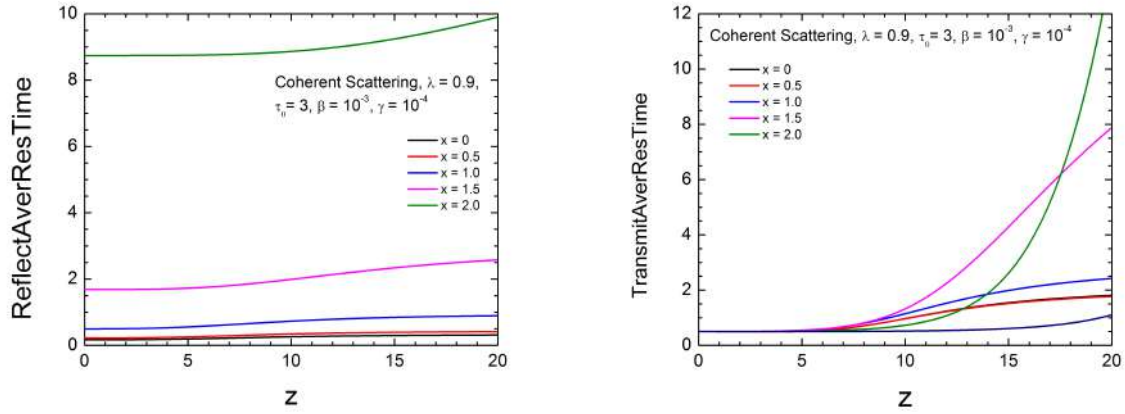 10
8
6
4
2
0
ReflectAverResTime
Coherent Scattering, λ = 0.9,
τ₀ = 3, β = 10⁻³, γ = 10⁻⁴
x = 0
x = 0.5
x = 1.0
x = 1.5
x = 2.0
0 5 10 15 20
z
12
10
8
6
4
2
0
TransmitAverResTime
Coherent Scattering, λ = 0.9, τ₀ = 3, β = 10⁻³, γ = 10⁻⁴
x = 0
x = 0.5
x = 1.0
x = 1.5
x = 2.0
0 5 10 15 20
z